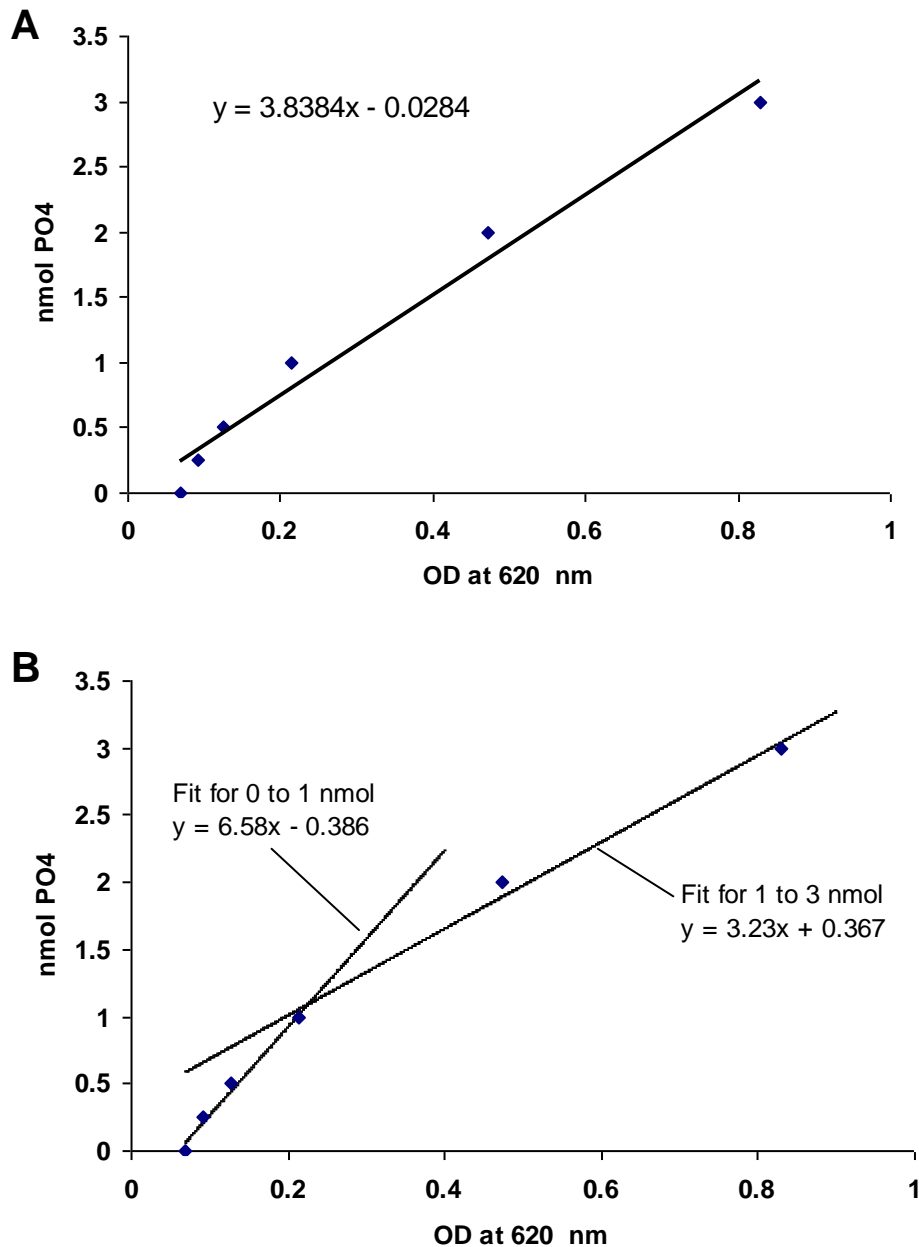 A
3.5
3
2.5
2
1.5
1
0.5
0
y = 3.8384x - 0.0284
nmol PO4
0 0.2 0.4 0.6 0.8 1
OD at 620 nm
B
3.5
3
2.5
2
1.5
1
0.5
0
Fit for 0 to 1 nmol
y = 6.58x - 0.386
Fit for 1 to 3 nmol
y = 3.23x + 0.367
nmol PO4
0 0.2 0.4 0.6 0.8 1
OD at 620 nm